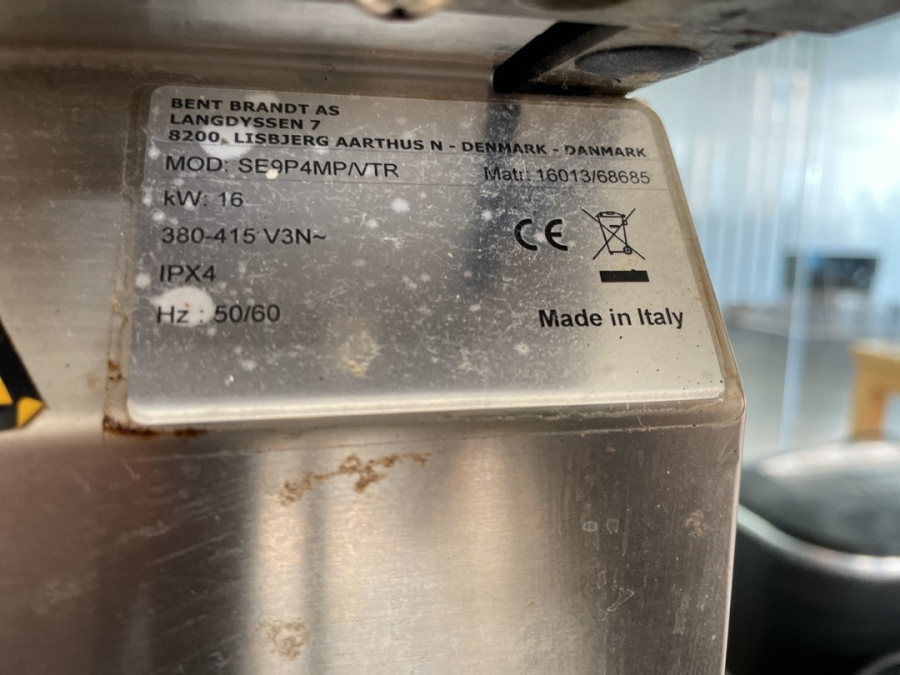 BENT BRANDT AS
LANGDYSSEN 7
8200, LISBJERG AARTHUS N - DENMARK - DANMARK
MOD: SE9P4MP/VTR Matr: 16013/68685
kW: 16
380-415 V3N~
CE
IPX4
Hz : 50/60
Made in Italy